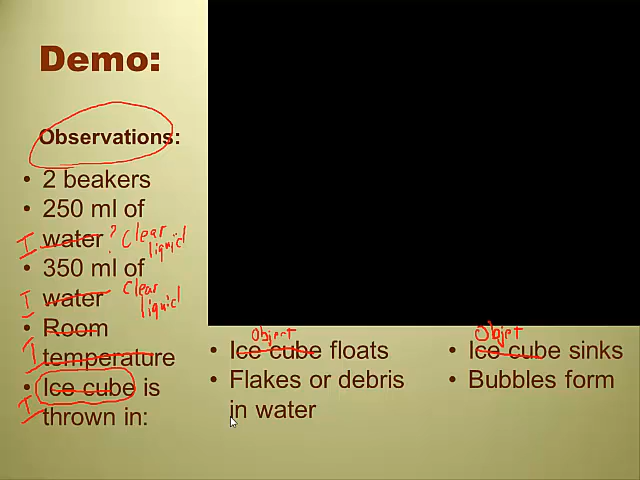 Demo:
Observations:
• 2 beakers
• 250 ml of
I water ? Clear
liquid
• 350 ml of
I water Clear
liquid
• Room
I temperature
• Ice cube is
I thrown in:
Object
• Ice cube floats
• Flakes or debris
in water
Objet
• Ice cube sinks
• Bubbles form